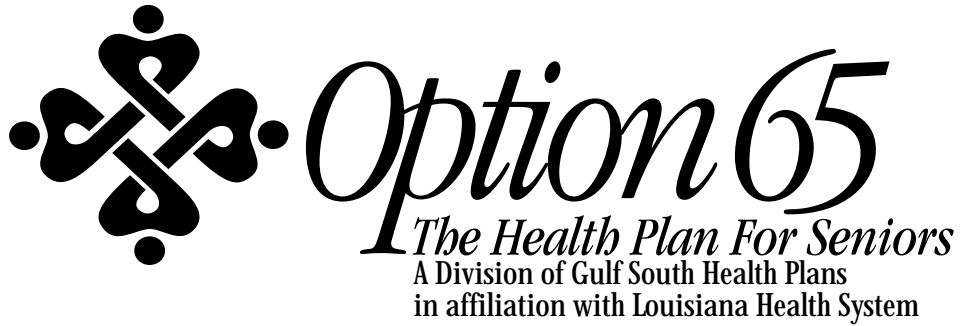 Option 65
The Health Plan For Seniors
A Division of Gulf South Health Plans
in affiliation with Louisiana Health System